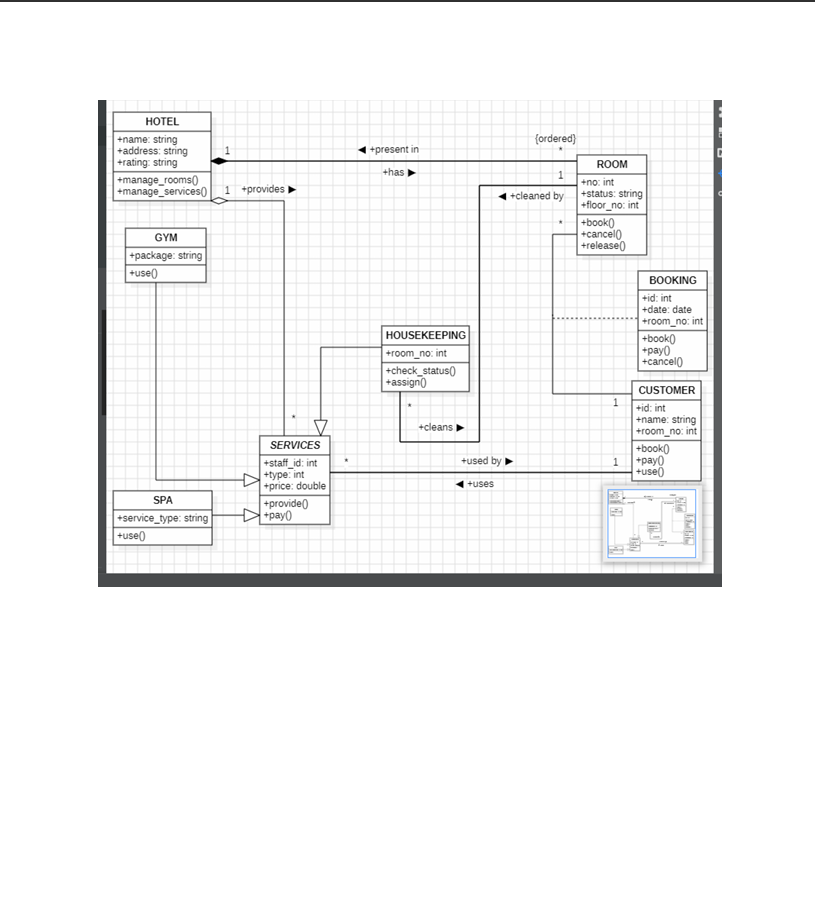 HOTEL
+name: string
+address: string
+rating: string
+manage_rooms()
+manage_services()
1
+present in
+has
{ordered}
*
1
+provides
ROOM
+no: int
+status: string
+floor_no: int
+book()
+cancel()
+release()
1
+cleaned by
*
GYM
+package: string
+use()
BOOKING
+id: int
+date: date
+room_no: int
+book()
+pay()
+cancel()
HOUSEKEEPING
+room_no: int
+check_status()
+assign()
*
+cleans
CUSTOMER
+id: int
+name: string
+room_no: int
+book()
+pay()
+use()
1
*
SERVICES
+staff_id: int
+type: int
+price: double
+provide()
+pay()
*
+used by
1
+uses
SPA
+service_type: string
+use()